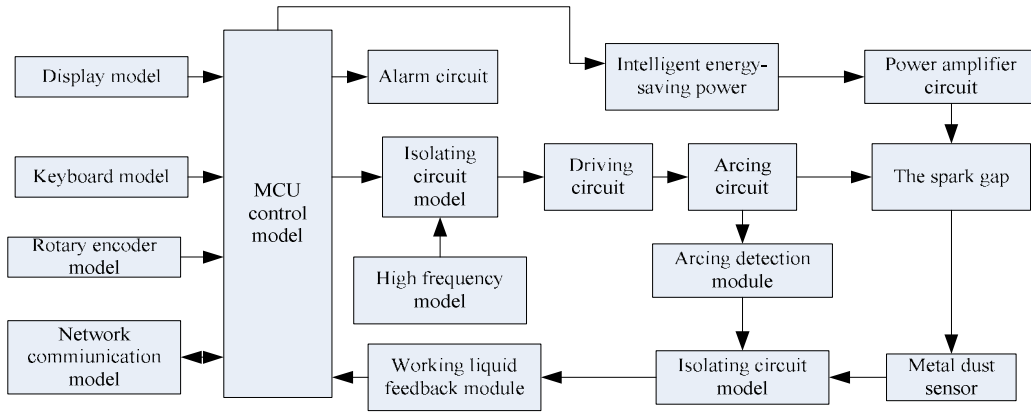 Display model
Keyboard model
Rotary encoder
model
Network
commiunication
model
MCU
control
model
Alarm circuit
Isolating
circuit
model
High frequency
model
Working liquid
feedback module
Driving
circuit
Intelligent energy-
saving power
Arcing
circuit
Arcing detection
module
Isolating circuit
model
Power amplifier
circuit
The spark gap
Metal dust
sensor